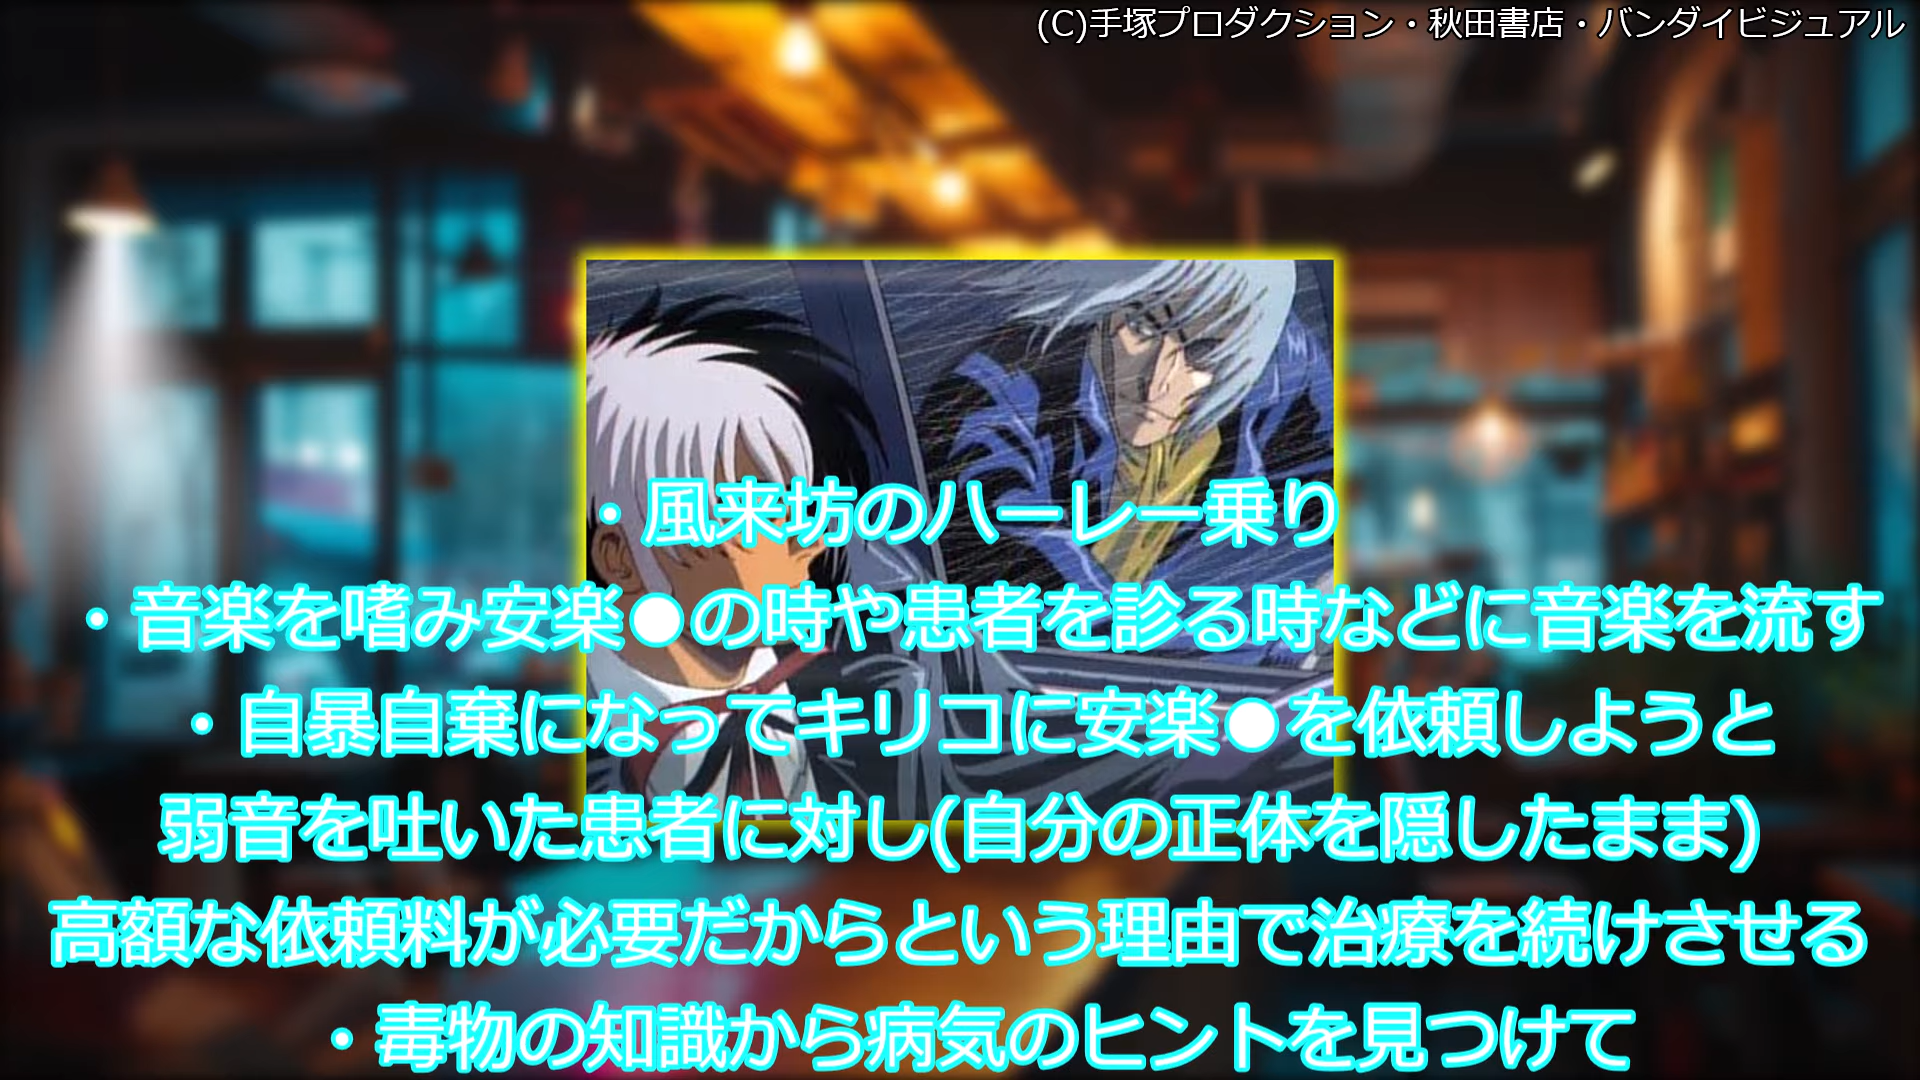 (C)手塚プロダクション・秋田書店・バンダイビジュアル
・風来坊のハーレー乗り
・音楽を嗜み安楽●の時や患者を診る時などに音楽を流す
・自暴自棄になってキリコに安楽●を依頼しようと
弱音を吐いた患者に対し(自分の正体を隠したまま)
高額な依頼料が必要だからという理由で治療を続けさせる
・毒物の知識から病気のヒントを見つけて